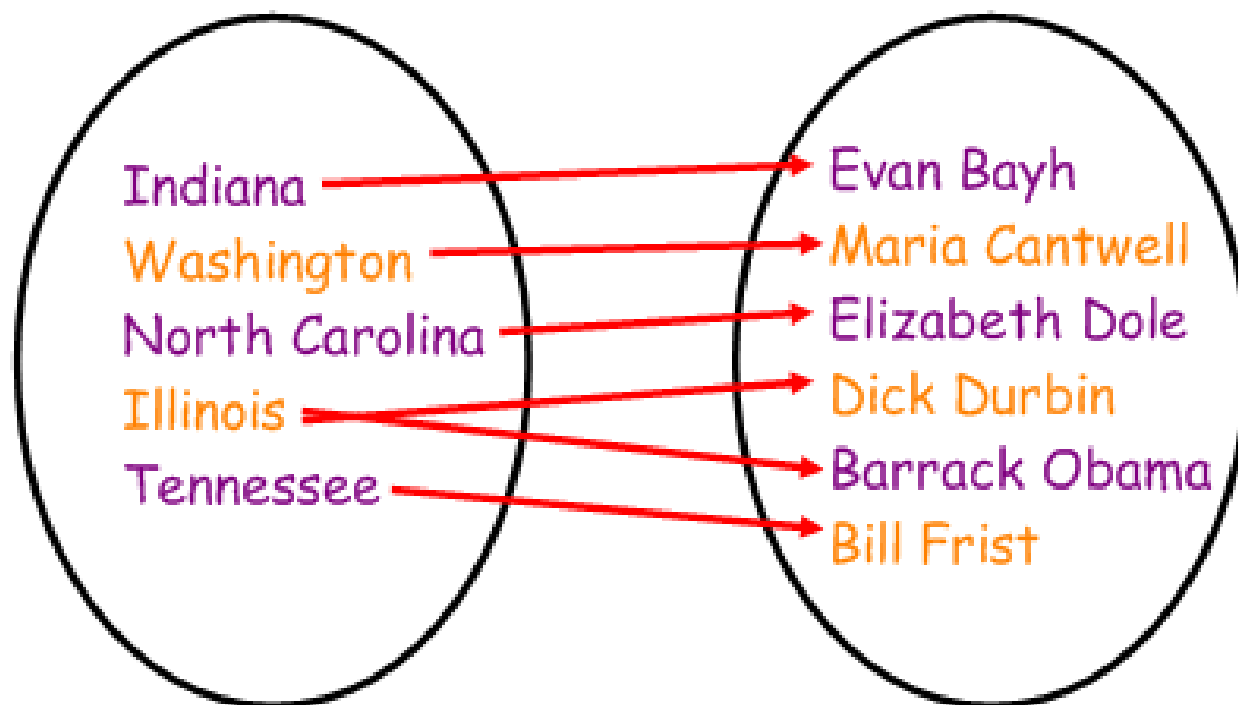 Indiana
Washington
North Carolina
Illinois
Tennessee
Evan Bayh
Maria Cantwell
Elizabeth Dole
Dick Durbin
Barrack Obama
Bill Frist